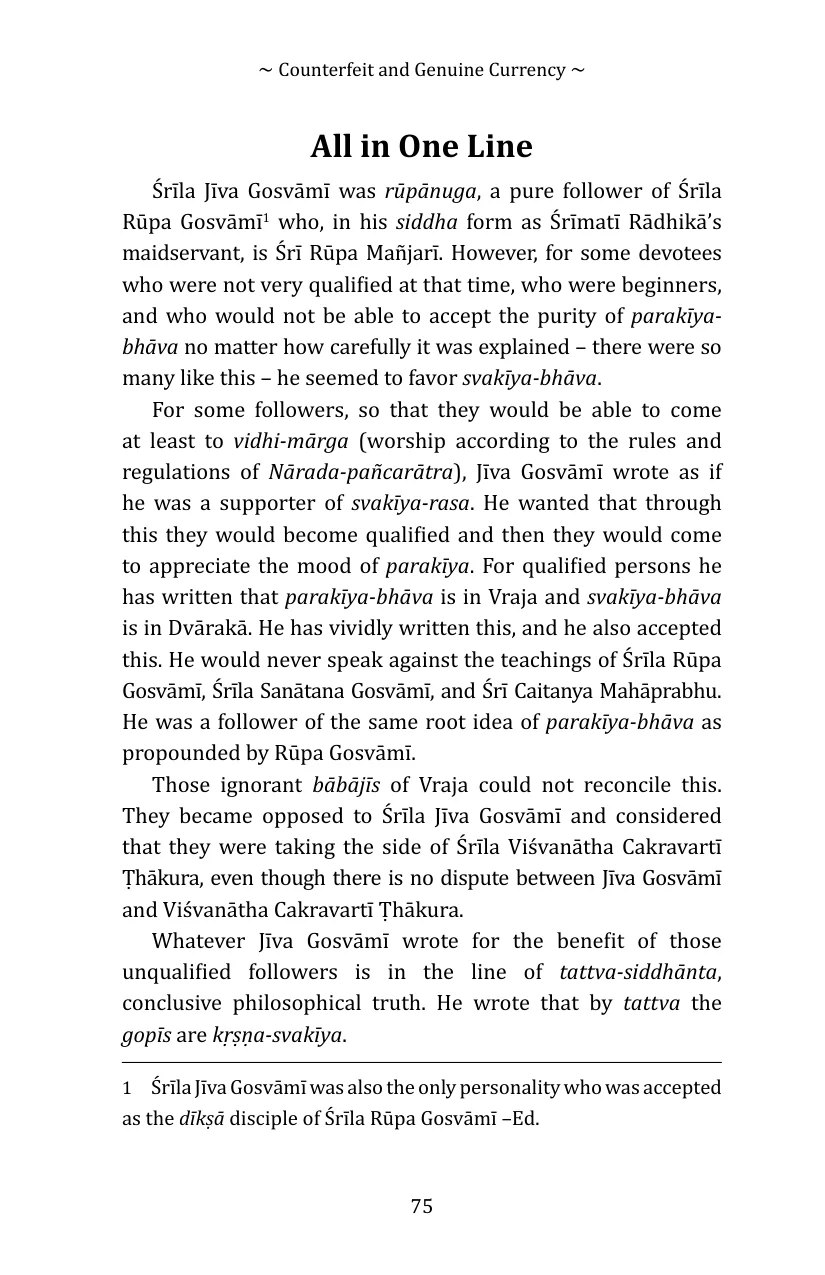 ~ Counterfeit and Genuine Currency ~
All in One Line
Śrīla Jīva Gosvāmī was rūpānuga, a pure follower of Śrīla
Rūpa Gosvāmī¹ who, in his siddha form as Śrīmatī Rādhikā’s
maidservant, is Śrī Rūpa Mañjarī. However, for some devotees
who were not very qualified at that time, who were beginners,
and who would not be able to accept the purity of parakīya-
bhāva no matter how carefully it was explained – there were so
many like this – he seemed to favor svakīya-bhāva.
For some followers, so that they would be able to come
at least to vidhi-mārga (worship according to the rules and
regulations of Nārada-pañcarātra), Jīva Gosvāmī wrote as if
he was a supporter of svakīya-rasa. He wanted that through
this they would become qualified and then they would come
to appreciate the mood of parakīya. For qualified persons he
has written that parakīya-bhāva is in Vraja and svakīya-bhāva
is in Dvārakā. He has vividly written this, and he also accepted
this. He would never speak against the teachings of Śrīla Rūpa
Gosvāmī, Śrīla Sanātana Gosvāmī, and Śrī Caitanya Mahāprabhu.
He was a follower of the same root idea of parakīya-bhāva as
propounded by Rūpa Gosvāmī.
Those ignorant bābājīs of Vraja could not reconcile this.
They became opposed to Śrīla Jīva Gosvāmī and considered
that they were taking the side of Śrīla Viśvanātha Cakravartī
Ṭhākura, even though there is no dispute between Jīva Gosvāmī
and Viśvanātha Cakravartī Ṭhākura.
Whatever Jīva Gosvāmī wrote for the benefit of those
unqualified followers is in the line of tattva-siddhānta,
conclusive philosophical truth. He wrote that by tattva the
gopīs are kṛṣṇa-svakīya.
1 Śrīla Jīva Gosvāmī was also the only personality who was accepted
as the dīkṣā disciple of Śrīla Rūpa Gosvāmī –Ed.
75